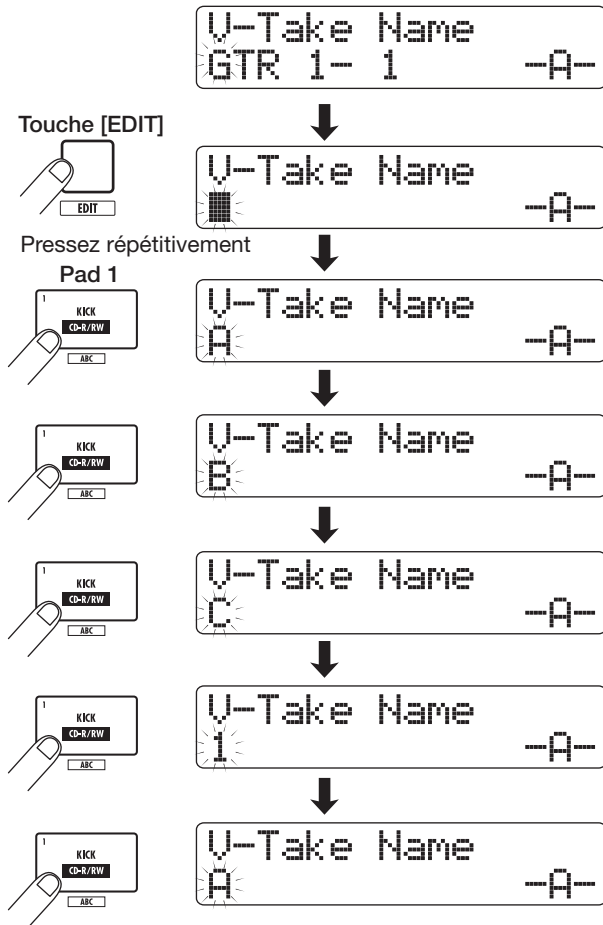 V-Take Name
GTR 1- 1 —A—
Touche [EDIT]
V-Take Name
—A—
EDIT
Pressez répétitivement
Pad 1
V-Take Name
A —A—
1
KICK
CD-R/RW
ABC
V-Take Name
B —A—
1
KICK
CD-R/RW
ABC
V-Take Name
C —A—
1
KICK
CD-R/RW
ABC
V-Take Name
1 —A—
1
KICK
CD-R/RW
ABC
V-Take Name
A —A—
1
KICK
CD-R/RW
ABC